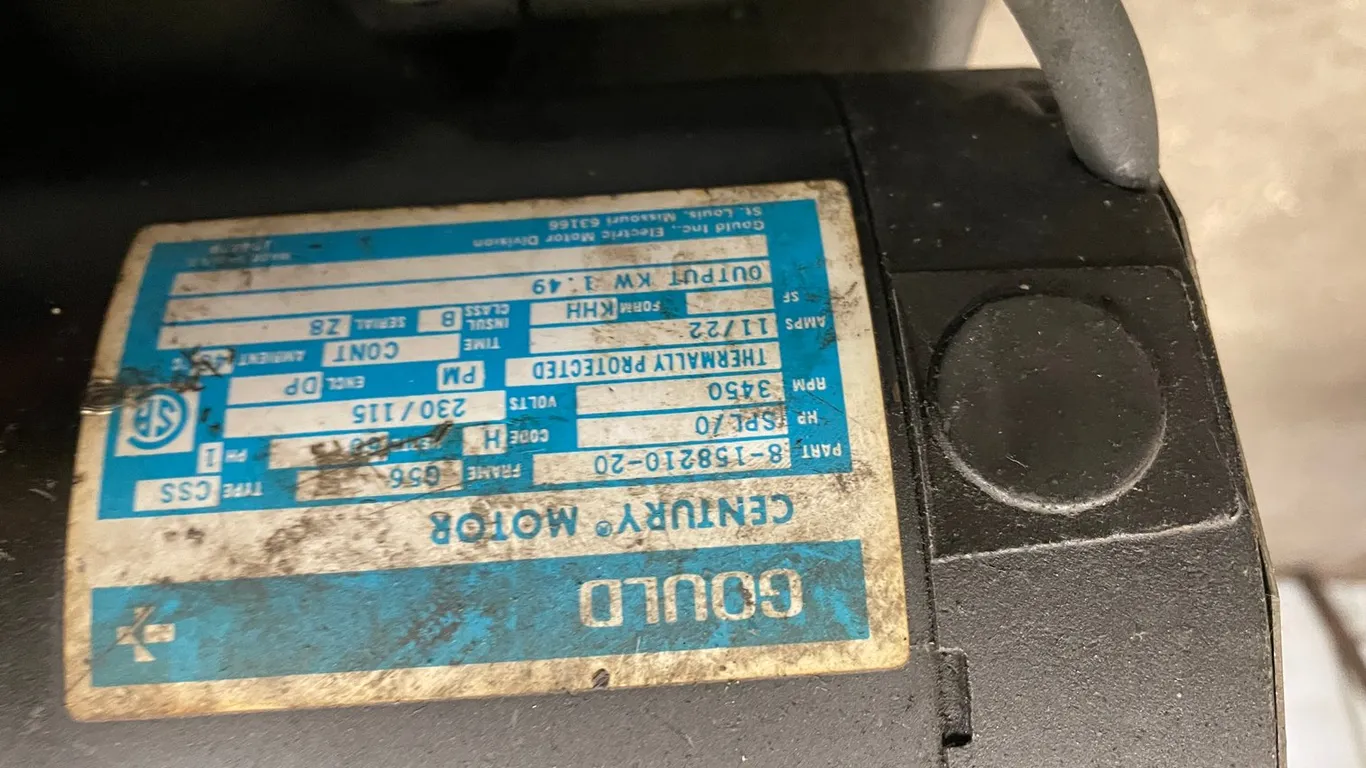 GOULD
CENTURY® MOTOR
PART 8-158210-20 FRAME G56 TYPE CSS
HP SPL/0 CODE H 60 PH 1
RPM 3450 VOLTS 230/115
THERMALLY PROTECTED PM ENCL DP
AMPS 11/22 TIME CONT AMBIENT °C
SF FORM KHH INSUL CLASS B SERIAL Z8
OUTPUT KW 1.49
Gould Inc., Electric Motor Division
St. Louis, Missouri 63166